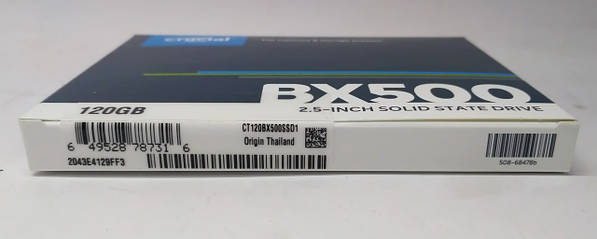 crucial
BX500
2.5-INCH SOLID STATE DRIVE
120GB
CT120BX500SSD1
Origin Thailand
6 49528 78731 6
2043E4129FF3
508-68476b